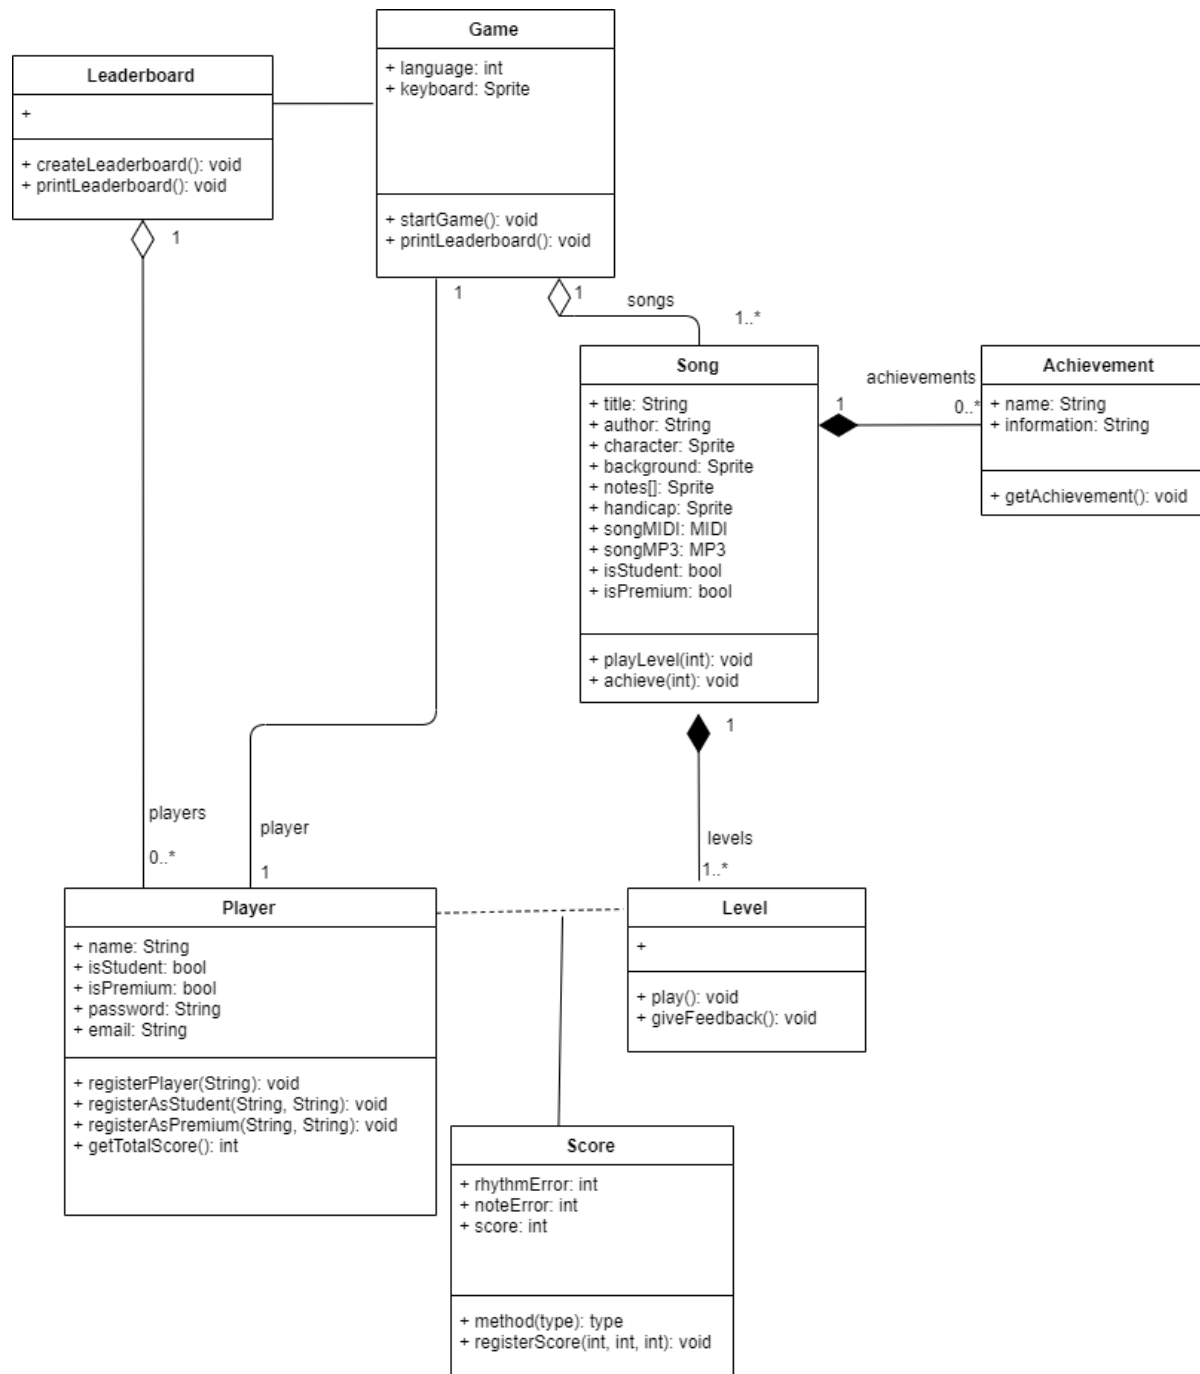 Game
+ language: int
+ keyboard: Sprite
+ startGame(): void
+ printLeaderboard(): void
Leaderboard
+
+ createLeaderboard(): void
+ printLeaderboard(): void
1
1
1
songs
1..*
Song
+ title: String
+ author: String
+ character: Sprite
+ background: Sprite
+ notes[]: Sprite
+ handicap: Sprite
+ songMIDI: MIDI
+ songMP3: MP3
+ isStudent: bool
+ isPremium: bool
+ playLevel(int): void
+ achieve(int): void
achievements
1
0..*
Achievement
+ name: String
+ information: String
+ getAchievement(): void
1
levels
1..*
players
0..*
player
1
Player
+ name: String
+ isStudent: bool
+ isPremium: bool
+ password: String
+ email: String
+ registerPlayer(String): void
+ registerAsStudent(String, String): void
+ registerAsPremium(String, String): void
+ getTotalScore(): int
Level
+
+ play(): void
+ giveFeedback(): void
Score
+ rhythmError: int
+ noteError: int
+ score: int
+ method(type): type
+ registerScore(int, int, int): void